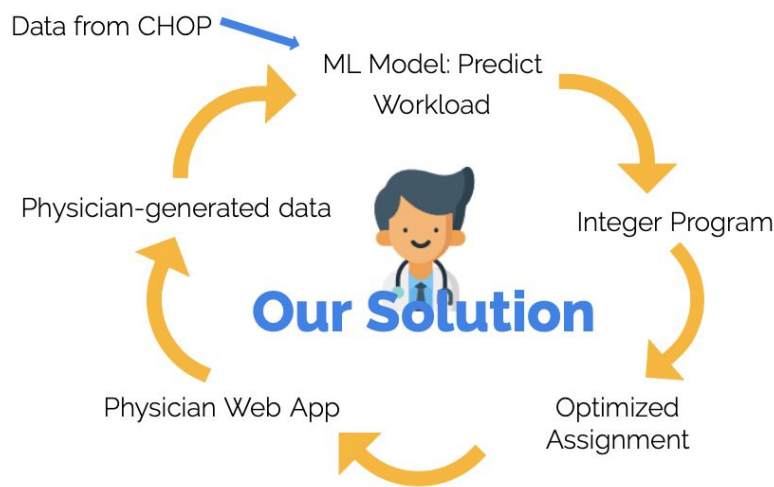 Data from CHOP
ML Model: Predict
Workload
Physician-generated data
Integer Program
Our Solution
Physician Web App
Optimized
Assignment